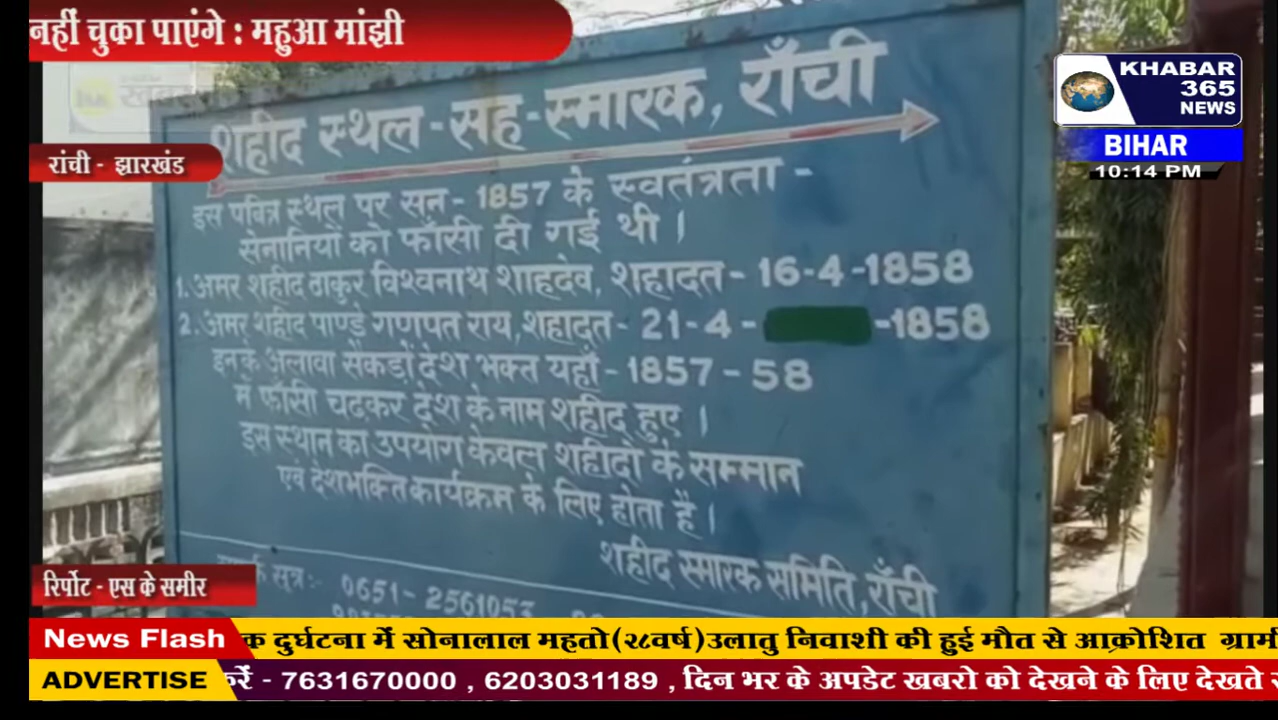 नहीं चुका पाएंगे : महुआ मांझी
KHABAR
365
NEWS
BIHAR
10:14 PM
रांची - झारखंड
शहीद स्थल-सह-स्मारक, राँची
इस पवित्र स्थल पर सन- 1857 के स्वतंत्रता -
सेनानियों को फाँसी दी गई थी ।
1. अमर शहीद ठाकुर विश्वनाथ शाहदेव, शहादत- 16-4-1858
2. अमर शहीद पाण्डे गणपत राय, शहादत- 21-4- -1858
इनके अलावा सेंकड़ों देश भक्त यहाँ- 1857-58
में फाँसी चढ़कर देश के नाम शहीद हुए ।
इस स्थान का उपयोग केवल शहीदों के सम्मान
एवं देशभक्ति कार्यक्रम के लिए होता है ।
शहीद स्मारक समिति, राँची
सूत्र:- 0651-2561053
रिर्पोट - एस के समीर
News Flash क दुर्घटना में सोनालाल महतो(२८वर्ष)उलातु निवाशी की हुई मौत से आक्रोशित ग्रामी
ADVERTISE करें - 7631670000 , 6203031189 , दिन भर के अपडेट खबरो को देखने के लिए देखते